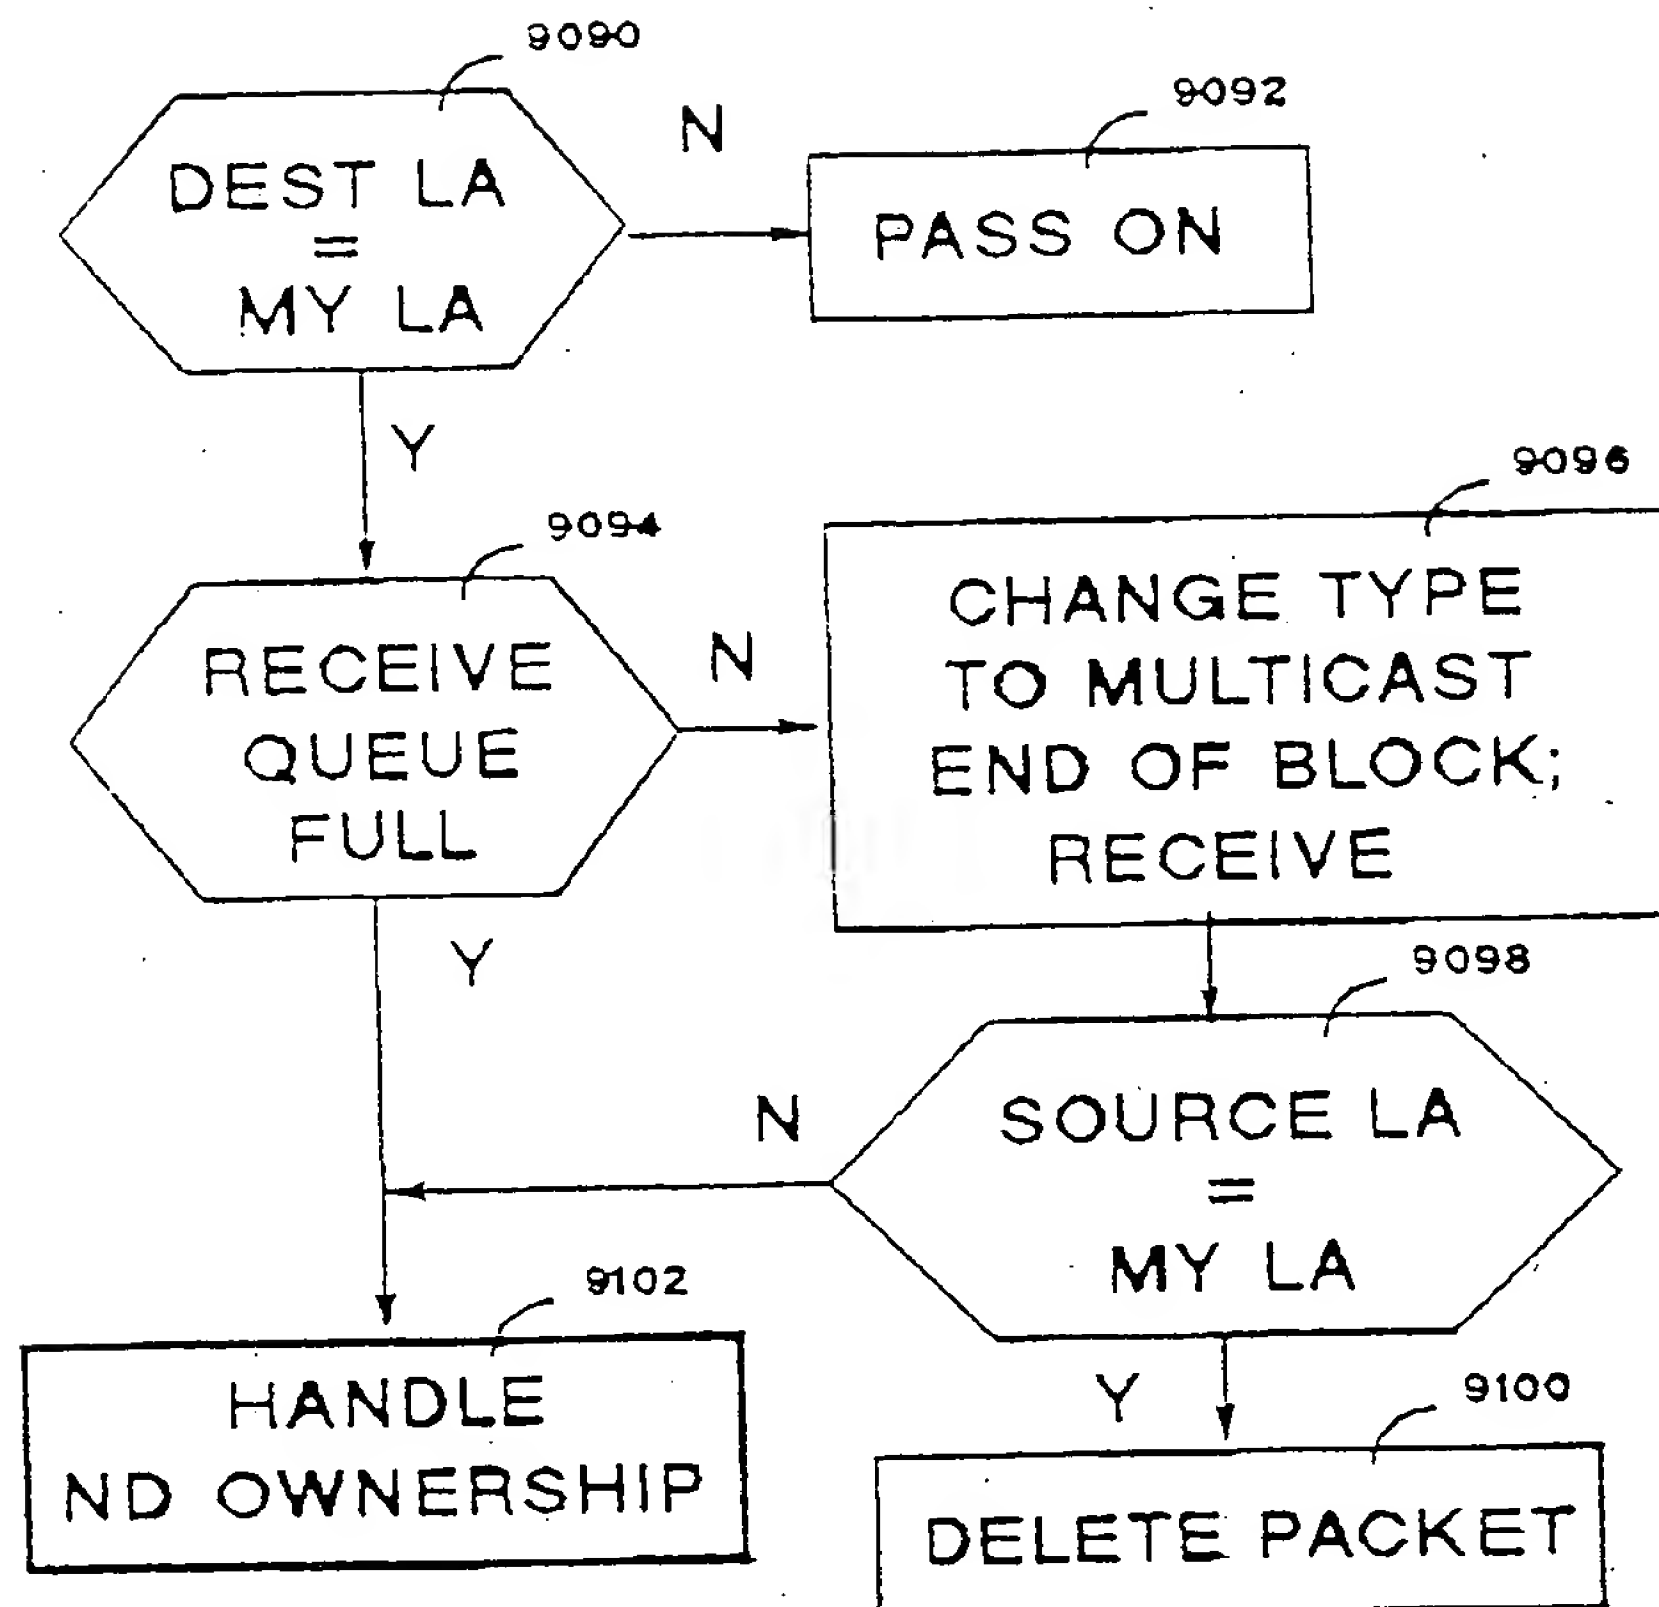 9090
DEST LA
=
MY LA
N
9092
PASS ON
Y
9094
RECEIVE
QUEUE
FULL
N
9096
CHANGE TYPE
TO MULTICAST
END OF BLOCK;
RECEIVE
Y
9098
SOURCE LA
=
MY LA
N
9102
HANDLE
ND OWNERSHIP
Y
9100
DELETE PACKET